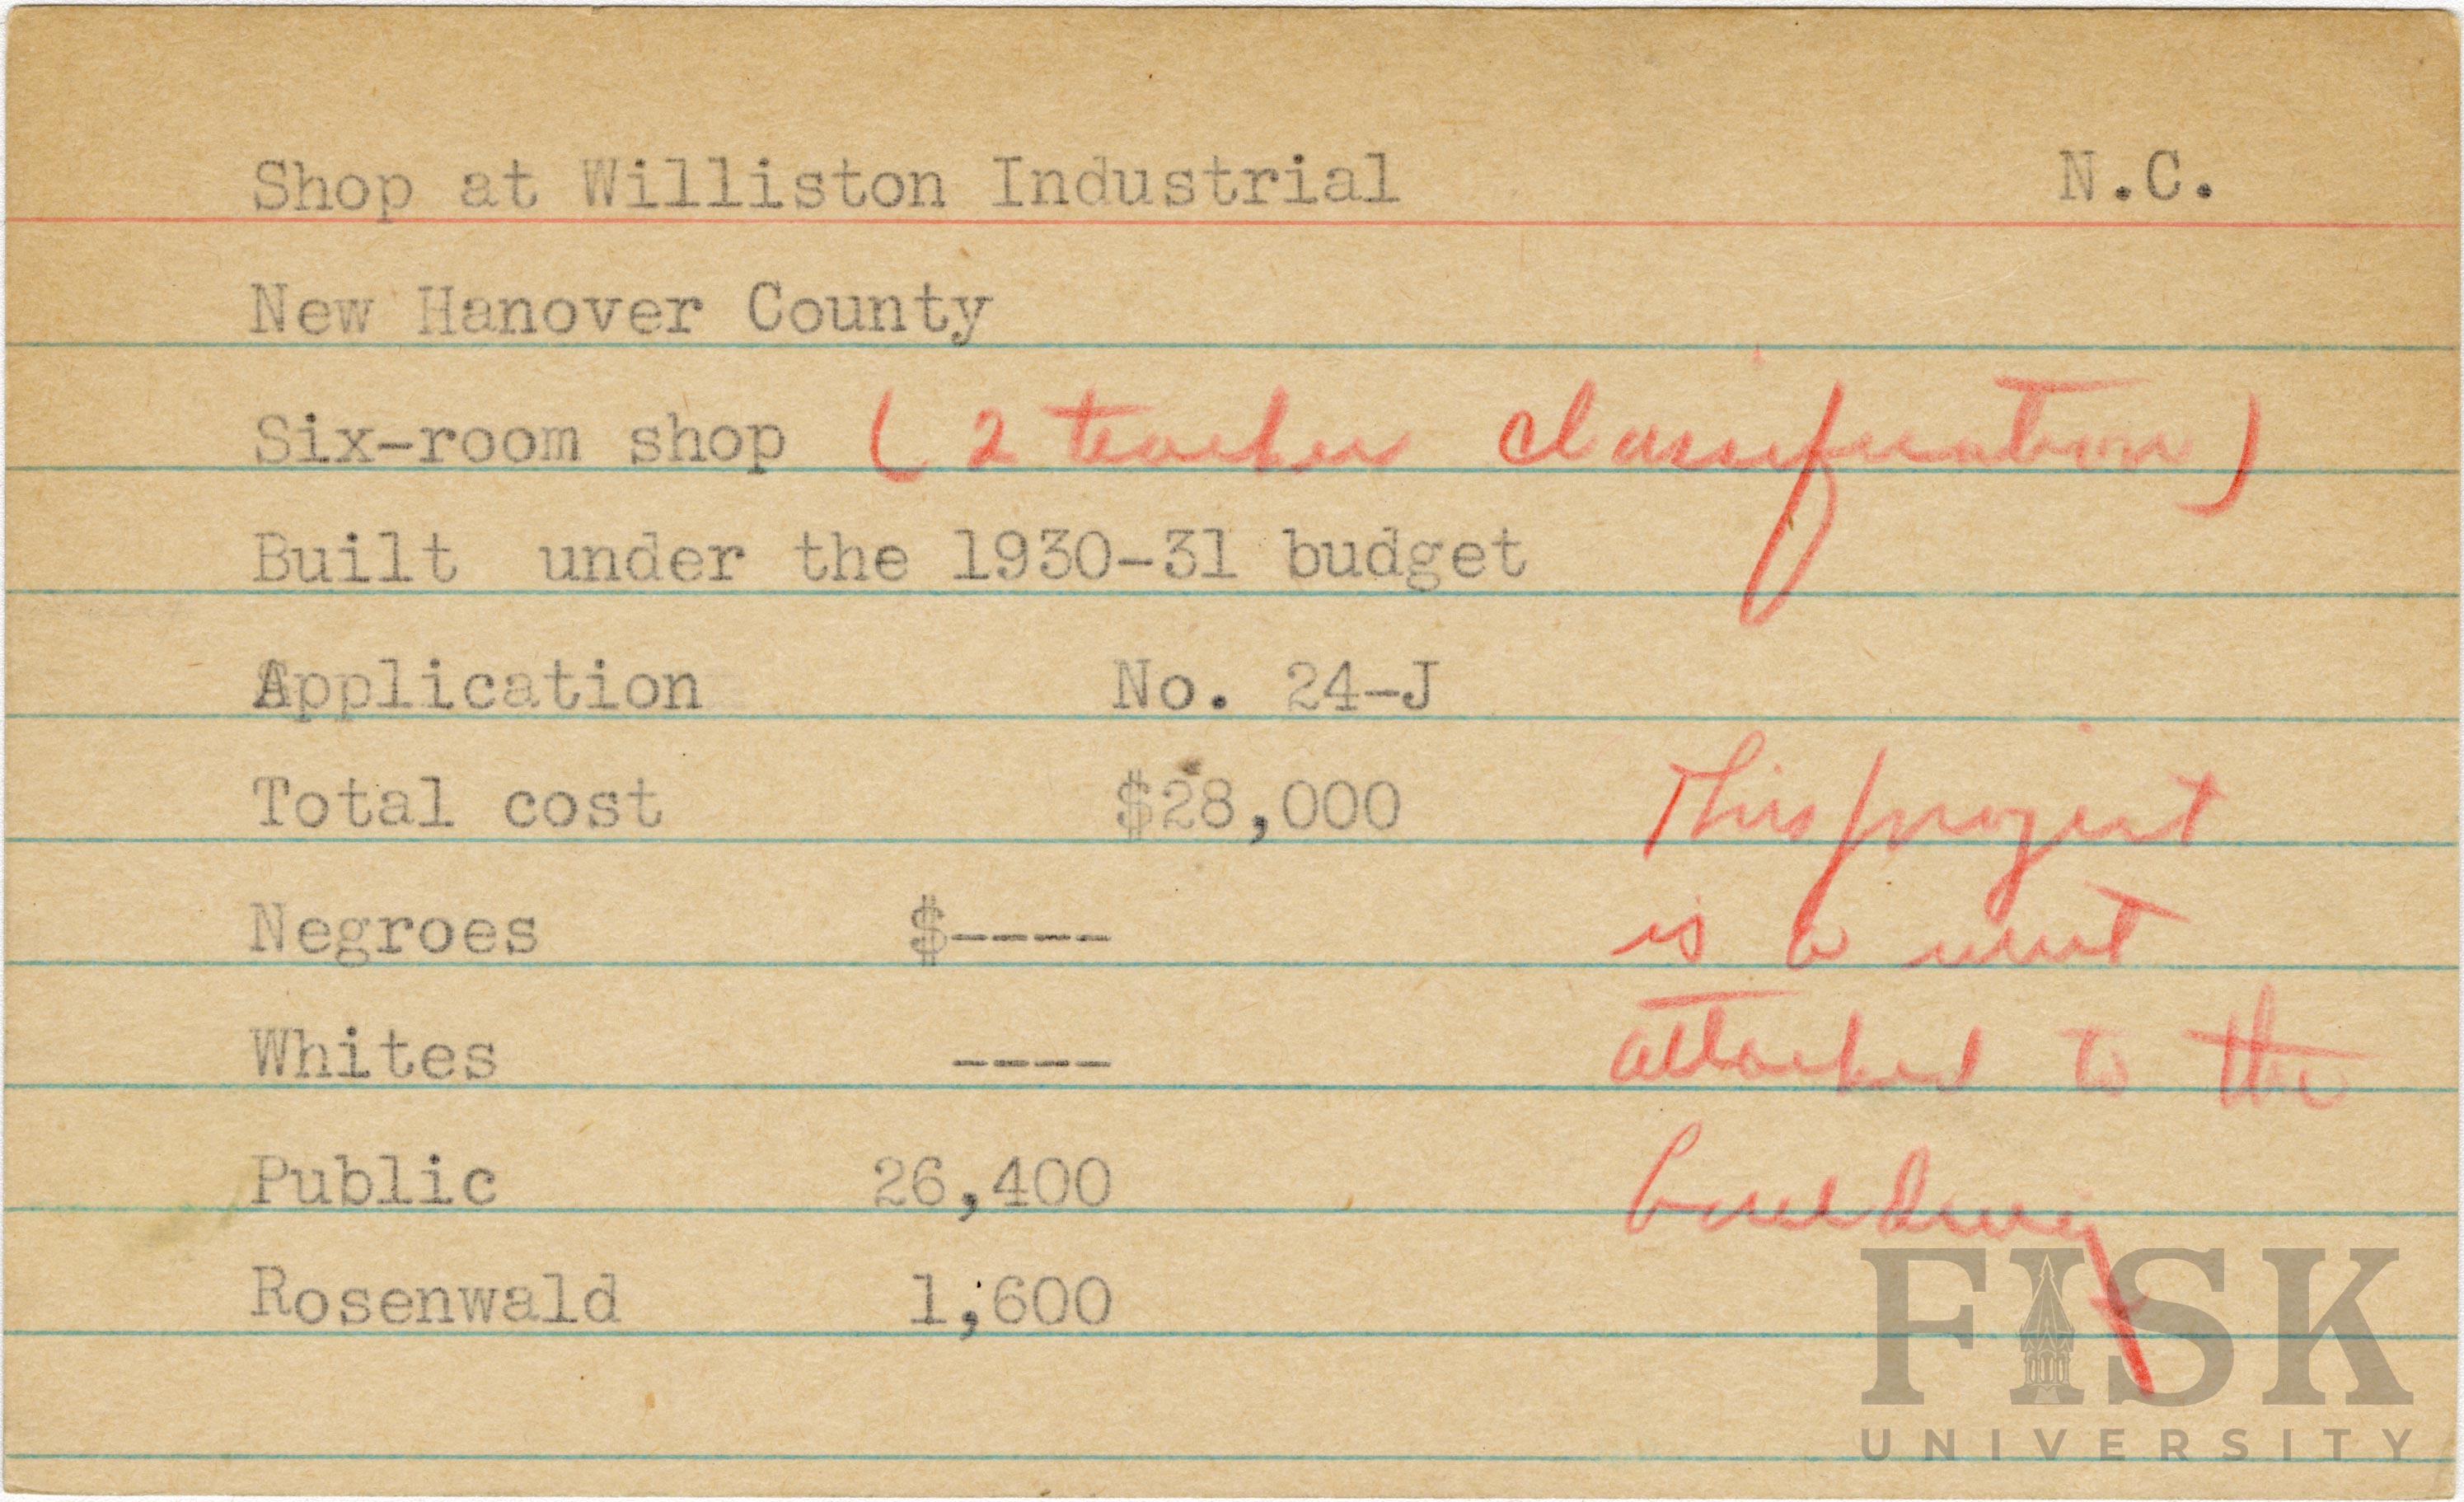 Shop at Williston Industrial N.C.
New Hanover County
Six-room shop ( 2 teacher classification )
Built under the 1930-31 budget
Application No. 24-J
Total cost $28,000
This project
Negroes $----
is a unit
Whites ----
attached to the
Public 26,400
building
Rosenwald 1,600
FISK
UNIVERSITY